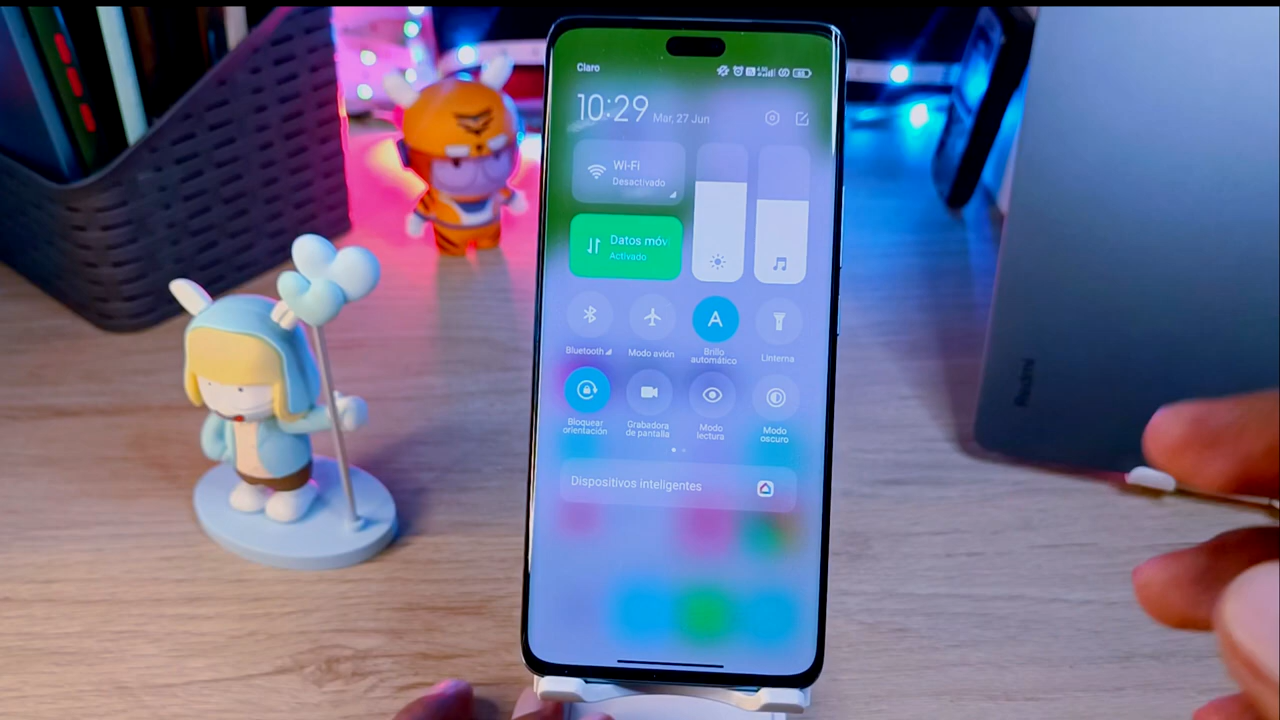 Claro
10:29 Mar, 27 Jun
Wi-Fi
Desactivado
Datos móv
Activado
Bluetooth
Modo avión
A
Brillo
automático
Linterna
Bloquear
orientación
Grabadora
de pantalla
Modo
lectura
Modo
oscuro
Dispositivos inteligentes
Redmi